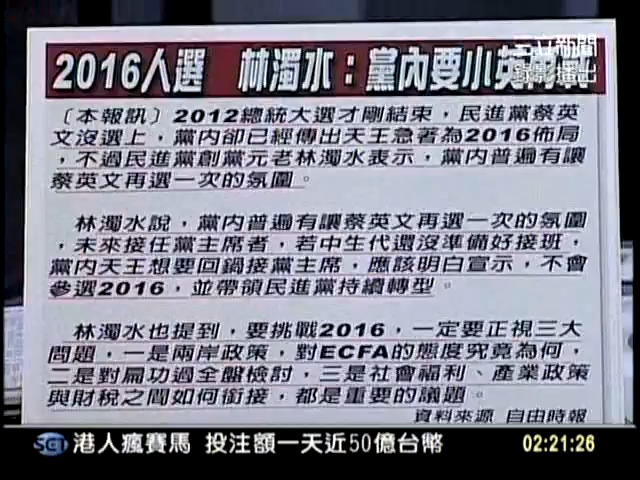 三立新聞
錄影播出
2016人選 林濁水：黨內要小英再戰
〔本報訊〕2012總統大選才剛結束，民進黨蔡英
文沒選上，黨內卻已經傳出天王急著為2016佈局
，不過民進黨創黨元老林濁水表示，黨內普遍有讓
蔡英文再選一次的氛圍。
林濁水說，黨內普遍有讓蔡英文再選一次的氛圍
，未來接任黨主席者，若中生代還沒準備好接班，
黨內天王想要回鍋接黨主席，應該明白宣示，不會
參選2016，並帶領民進黨持續轉型。
林濁水也提到，要挑戰2016，一定要正視三大
問題，一是兩岸政策，對ECFA的態度究竟為何，
二是對扁功過全盤檢討，三是社會福利、產業政策
與財稅之間如何銜接，都是重要的議題。
資料來源 自由時報
SET 港人瘋賽馬 投注額一天近50億台幣 02:21:26